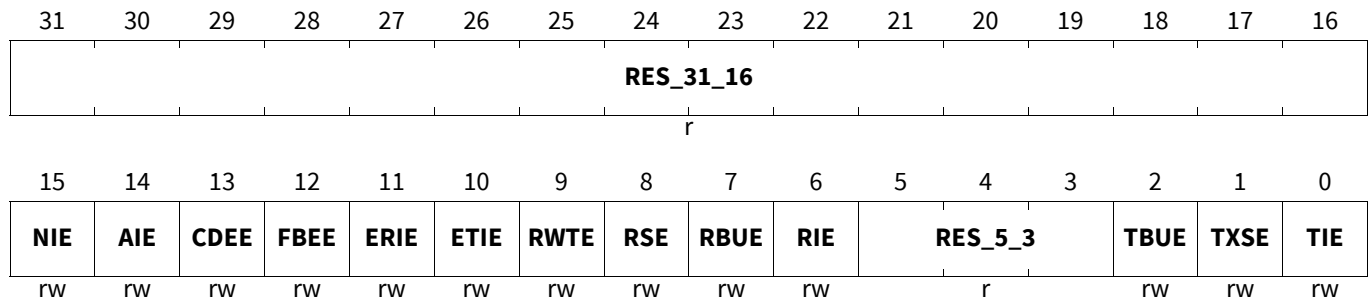 31 30 29 28 27 26 25 24 23 22 21 20 19 18 17 16
RES_31_16
r
15 14 13 12 11 10 9 8 7 6 5 4 3 2 1 0
NIE AIE CDEE FBEE ERIE ETIE RWTE RSE RBUE RIE RES_5_3 TBUE TXSE TIE
rw rw rw rw rw rw rw rw rw rw r rw rw rw